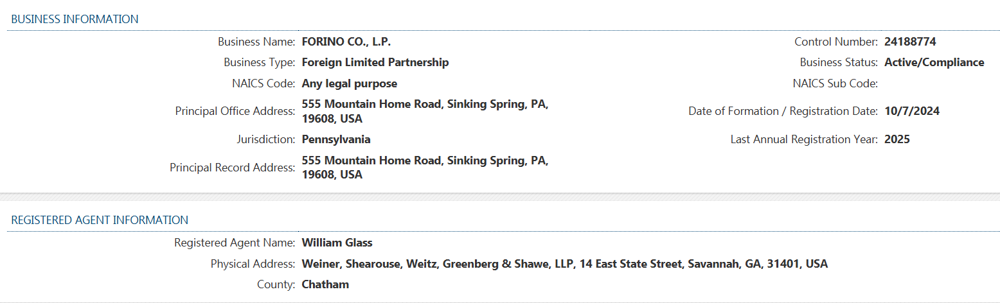 BUSINESS INFORMATION
Business Name: FORINO CO., L.P. Control Number: 24188774
Business Type: Foreign Limited Partnership Business Status: Active/Compliance
NAICS Code: Any legal purpose NAICS Sub Code:
Principal Office Address: 555 Mountain Home Road, Sinking Spring, PA,
19608, USA Date of Formation / Registration Date: 10/7/2024
Jurisdiction: Pennsylvania Last Annual Registration Year: 2025
Principal Record Address: 555 Mountain Home Road, Sinking Spring, PA,
19608, USA
REGISTERED AGENT INFORMATION
Registered Agent Name: William Glass
Physical Address: Weiner, Shearouse, Weitz, Greenberg & Shawe, LLP, 14 East State Street, Savannah, GA, 31401, USA
County: Chatham